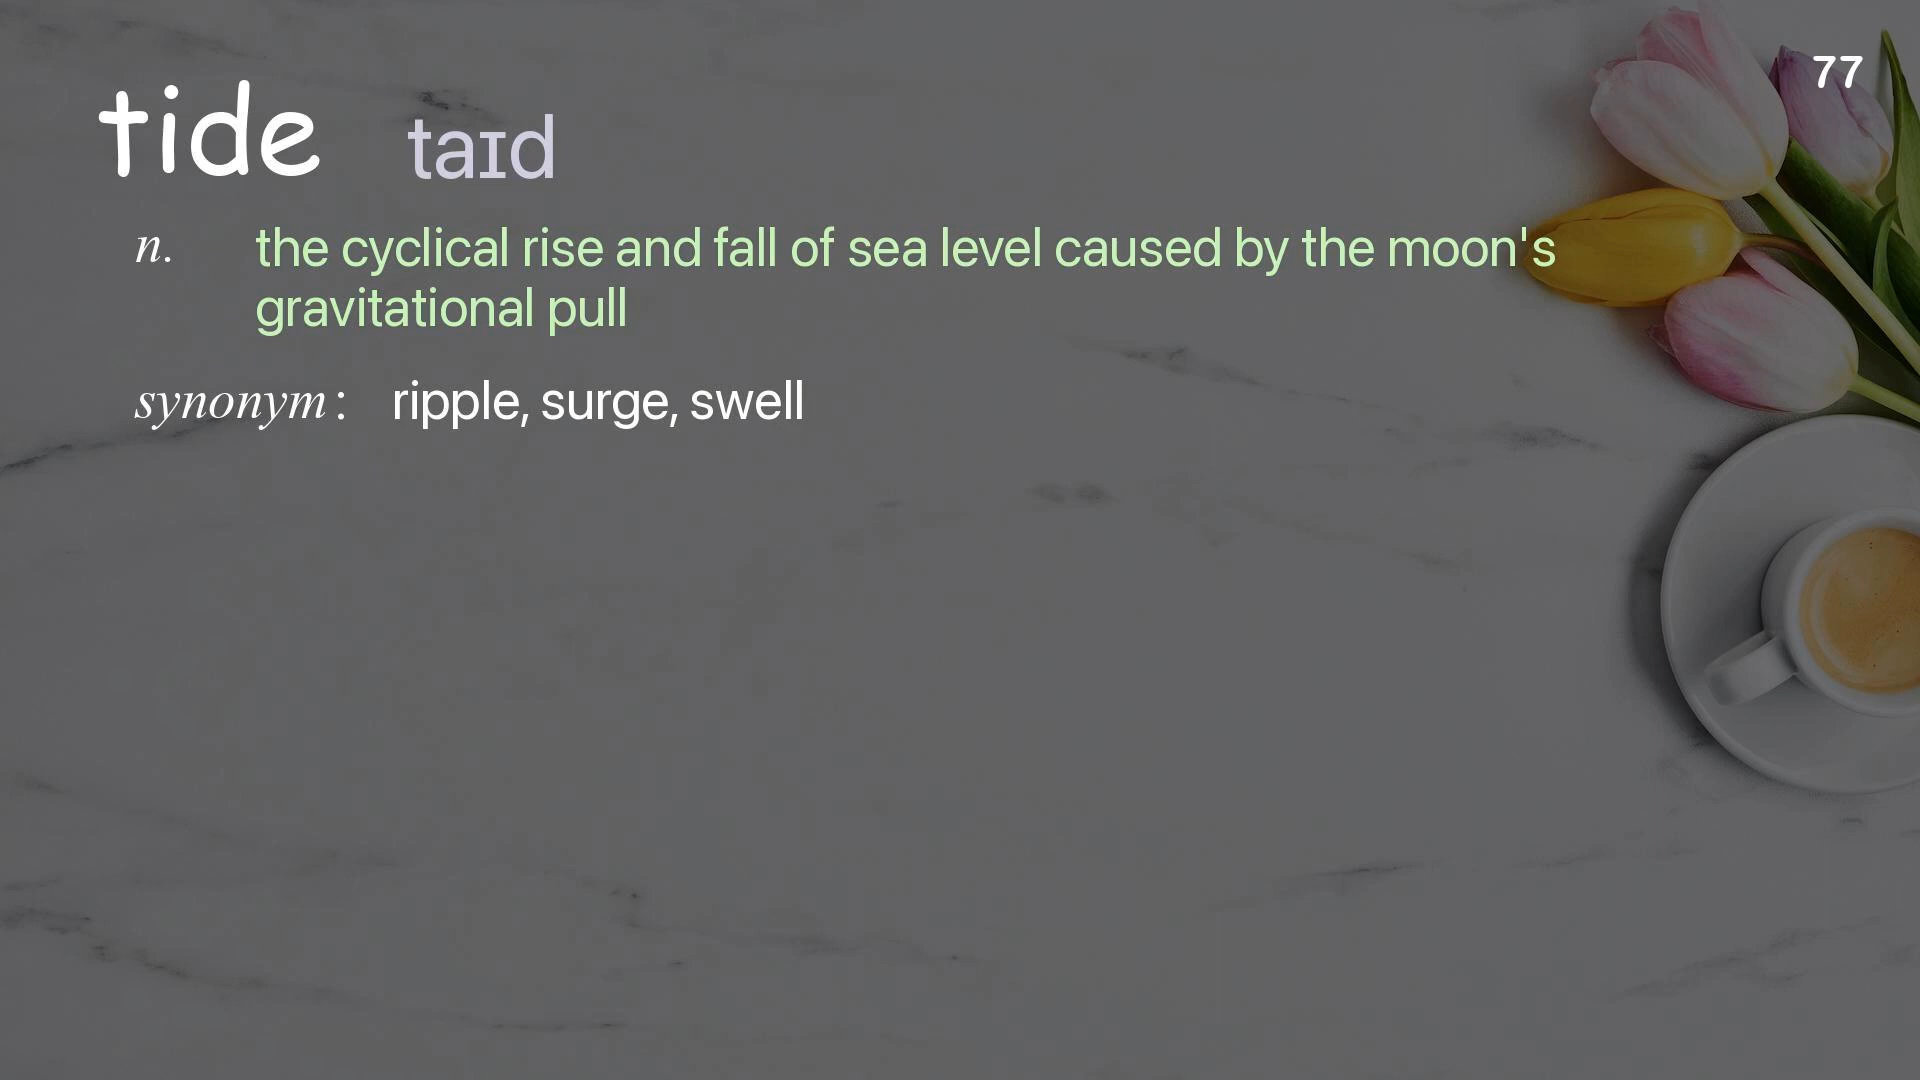 77
tide taɪd
n. the cyclical rise and fall of sea level caused by the moon's
gravitational pull
synonym: ripple, surge, swell